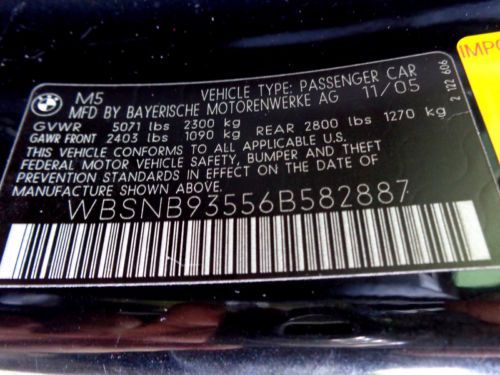 M5 VEHICLE TYPE: PASSENGER CAR
MFD BY BAYERISCHE MOTORENWERKE AG 11/05
GVWR 5071 lbs 2300 kg
GAWR FRONT 2403 lbs 1090 kg REAR 2800 lbs 1270 kg
THIS VEHICLE CONFORMS TO ALL APPLICABLE
FEDERAL MOTOR VEHICLE SAFETY, BUMPER AND THEFT
PREVENTION STANDARDS IN EFFECT ON THE DATE OF
MANUFACTURE SHOWN ABOVE.
WBSNB93556B582887
2 122 606
IMPO